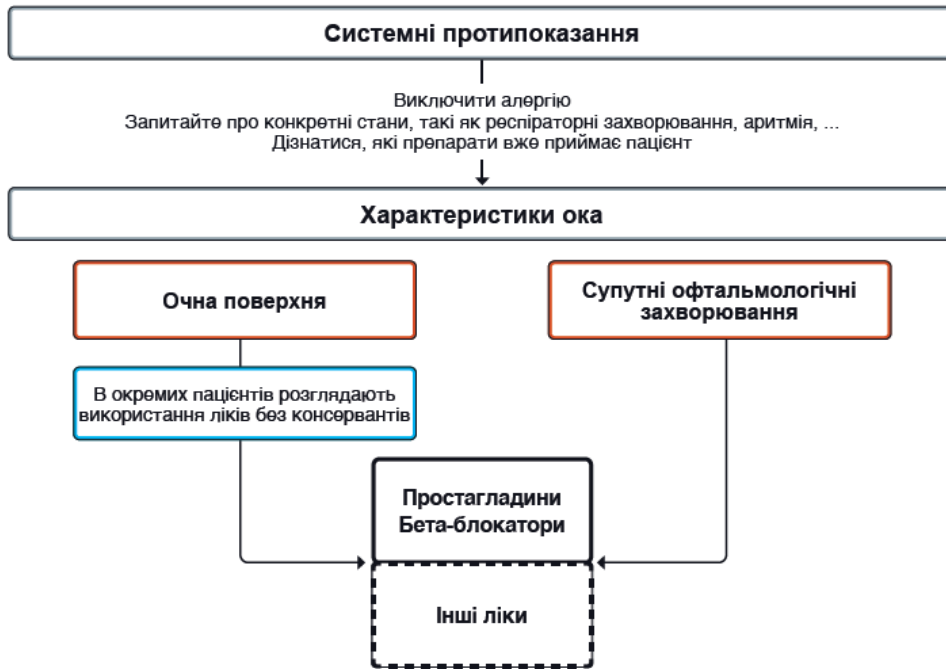 Системні протипоказання
Виключити алергію
Запитайте про конкретні стани, такі як респіраторні захворювання, аритмія, ...
Дізнатися, які препарати вже приймає пацієнт
Характеристики ока
Очна поверхня
Супутні офтальмологічні
захворювання
В окремих пацієнтів розглядають
використання ліків без консервантів
Простагладини
Бета-блокатори
Інші ліки